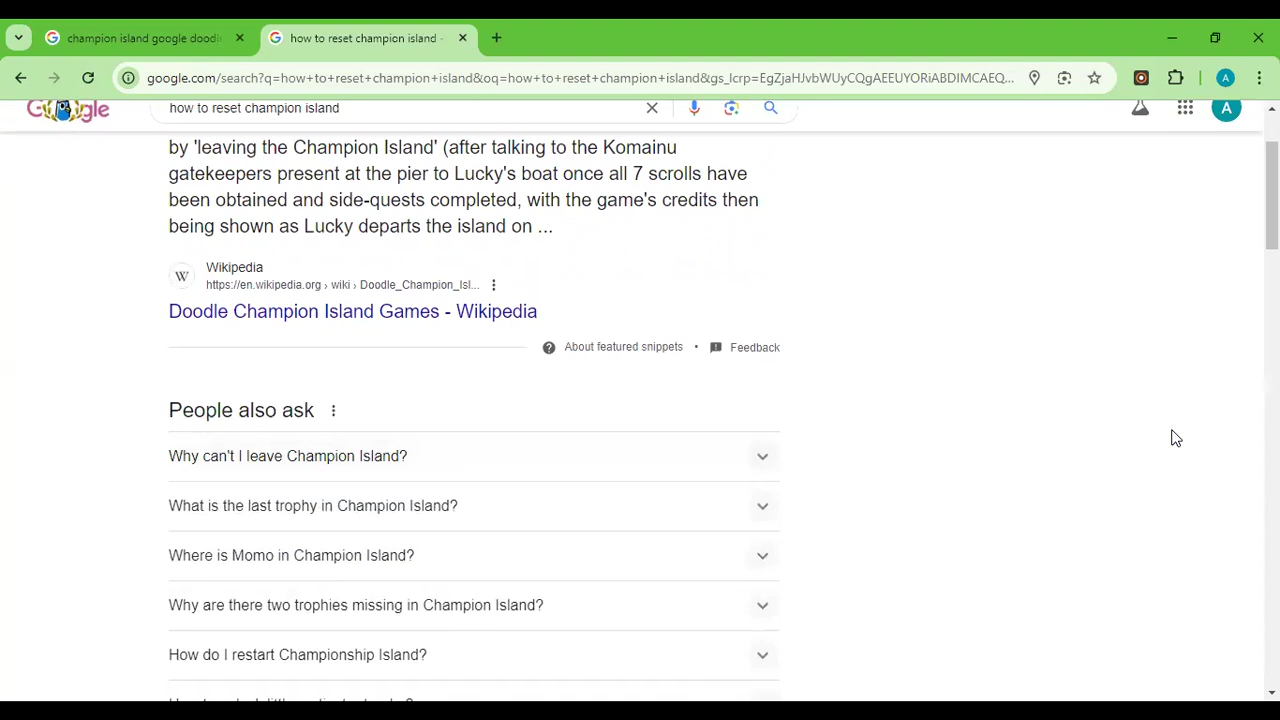 champion island google doodl
how to reset champion island -
google.com/search?q=how+to+reset+champion+island&oq=how+to+reset+champion+island&gs_lcrp=EgZjaHJvbWUyCQgAEEUYORiABDIMCAEQ...
A
Google
how to reset champion island
A
by 'leaving the Champion Island' (after talking to the Komainu
gatekeepers present at the pier to Lucky's boat once all 7 scrolls have
been obtained and side-quests completed, with the game's credits then
being shown as Lucky departs the island on ...
W
Wikipedia
https://en.wikipedia.org › wiki › Doodle_Champion_Isl...
Doodle Champion Island Games - Wikipedia
About featured snippets • Feedback
People also ask
Why can't I leave Champion Island?
What is the last trophy in Champion Island?
Where is Momo in Champion Island?
Why are there two trophies missing in Champion Island?
How do I restart Championship Island?